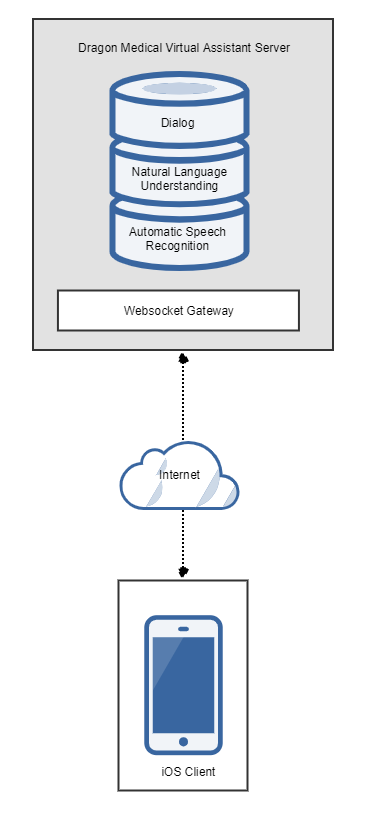 Dragon Medical Virtual Assistant Server
Dialog
Natural Language
Understanding
Automatic Speech
Recognition
Websocket Gateway
Internet
iOS Client